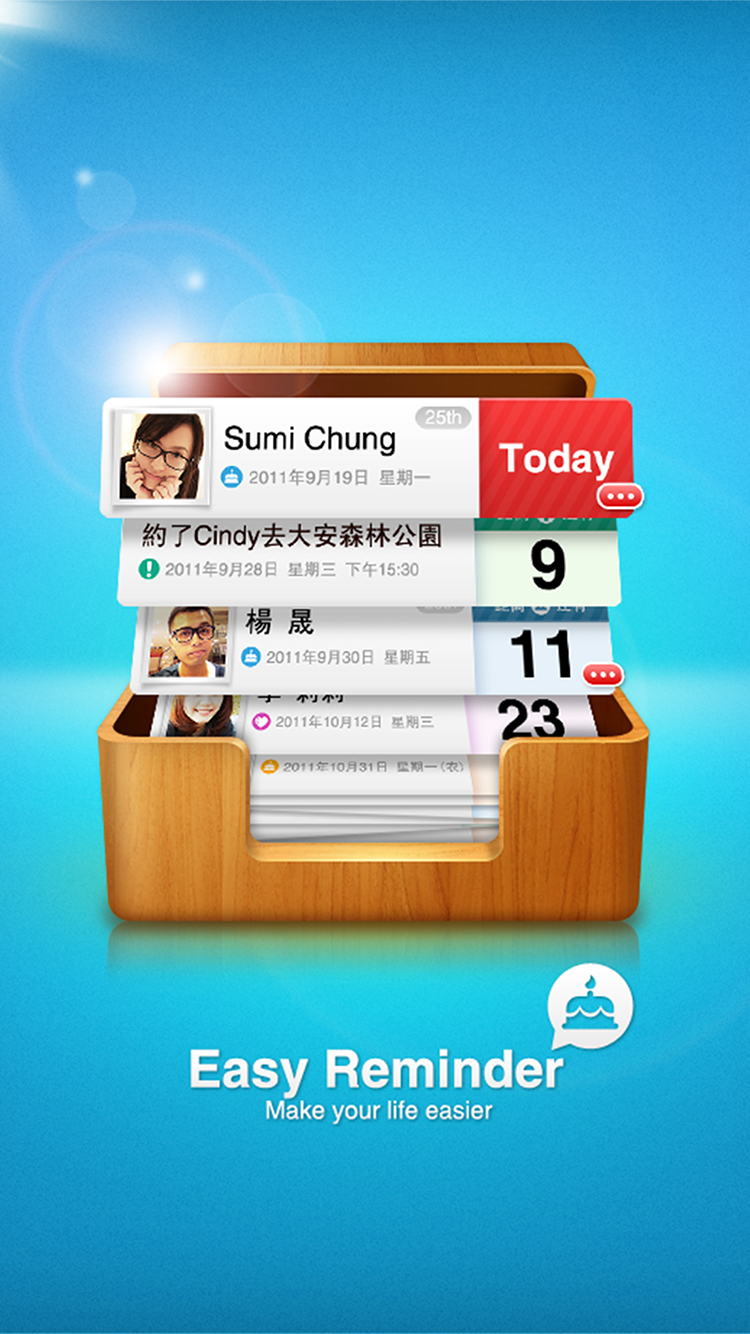 25th
Sumi Chung
2011年9月19日 星期一
Today
約了Cindy去大安森林公園
2011年9月28日 星期三 下午15:30
9
楊 晟
2011年9月30日 星期五
11
2011年10月12日 星期三
23
2011年10月31日 星期一(农)
Easy Reminder
Make your life easier